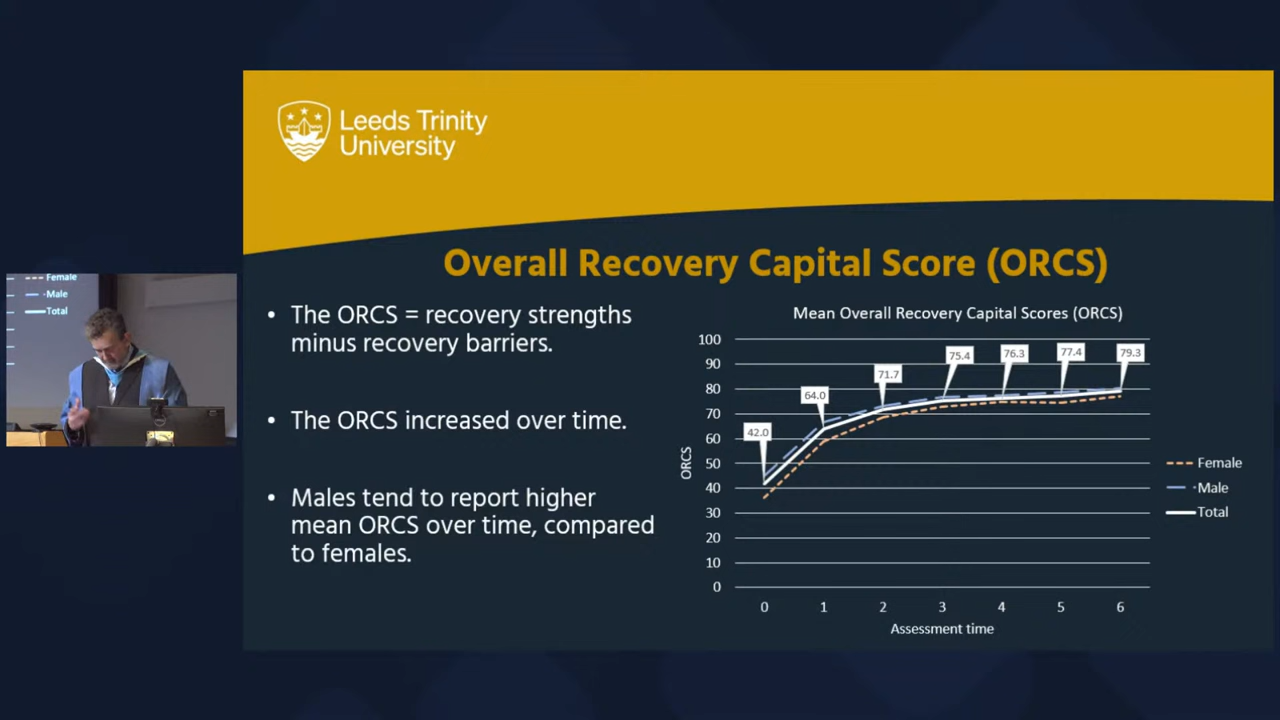 Leeds Trinity
University
Overall Recovery Capital Score (ORCS)
• The ORCS = recovery strengths
minus recovery barriers.
• The ORCS increased over time.
• Males tend to report higher
mean ORCS over time, compared
to females.
Mean Overall Recovery Capital Scores (ORCS)
100
90
80
70
60
50
40
30
20
10
0
ORCS
42.0
64.0
71.7
75.4
76.3
77.4
79.3
0 1 2 3 4 5 6
Assessment time
Female
Male
Total
Female
Male
Total